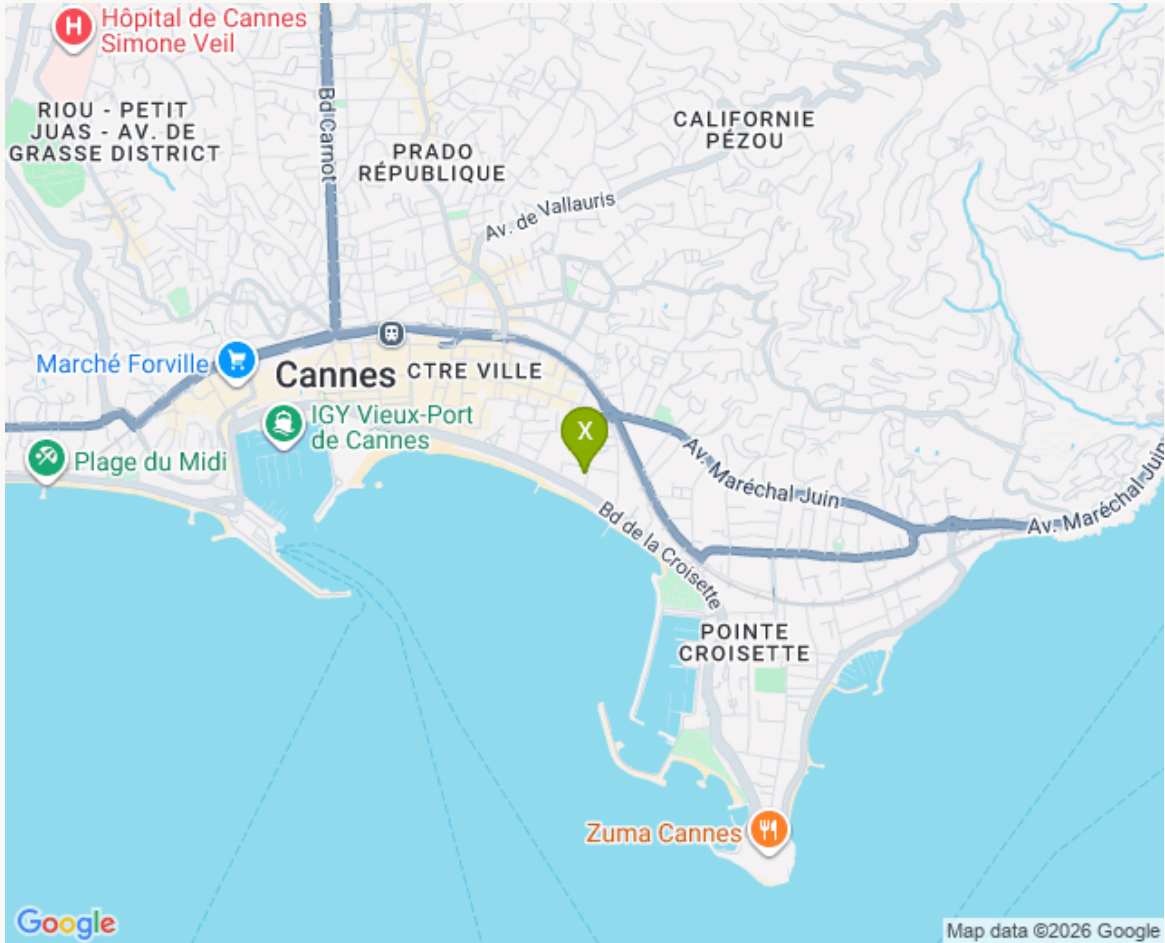 Hôpital de Cannes
Simone Veil
RIOU - PETIT
JUAS - AV. DE
GRASSE DISTRICT
Bd Carnot
PRADO
RÉPUBLIQUE
CALIFORNIE
PÉZOU
Av. de Vallauris
Marché Forville
Cannes
CTRE VILLE
IGY Vieux-Port
de Cannes
X
Plage du Midi
Av. Maréchal Juin
Av. Maréchal Juin
Bd de la Croisette
POINTE
CROISETTE
Zuma Cannes
Google
Map data ©2026 Google